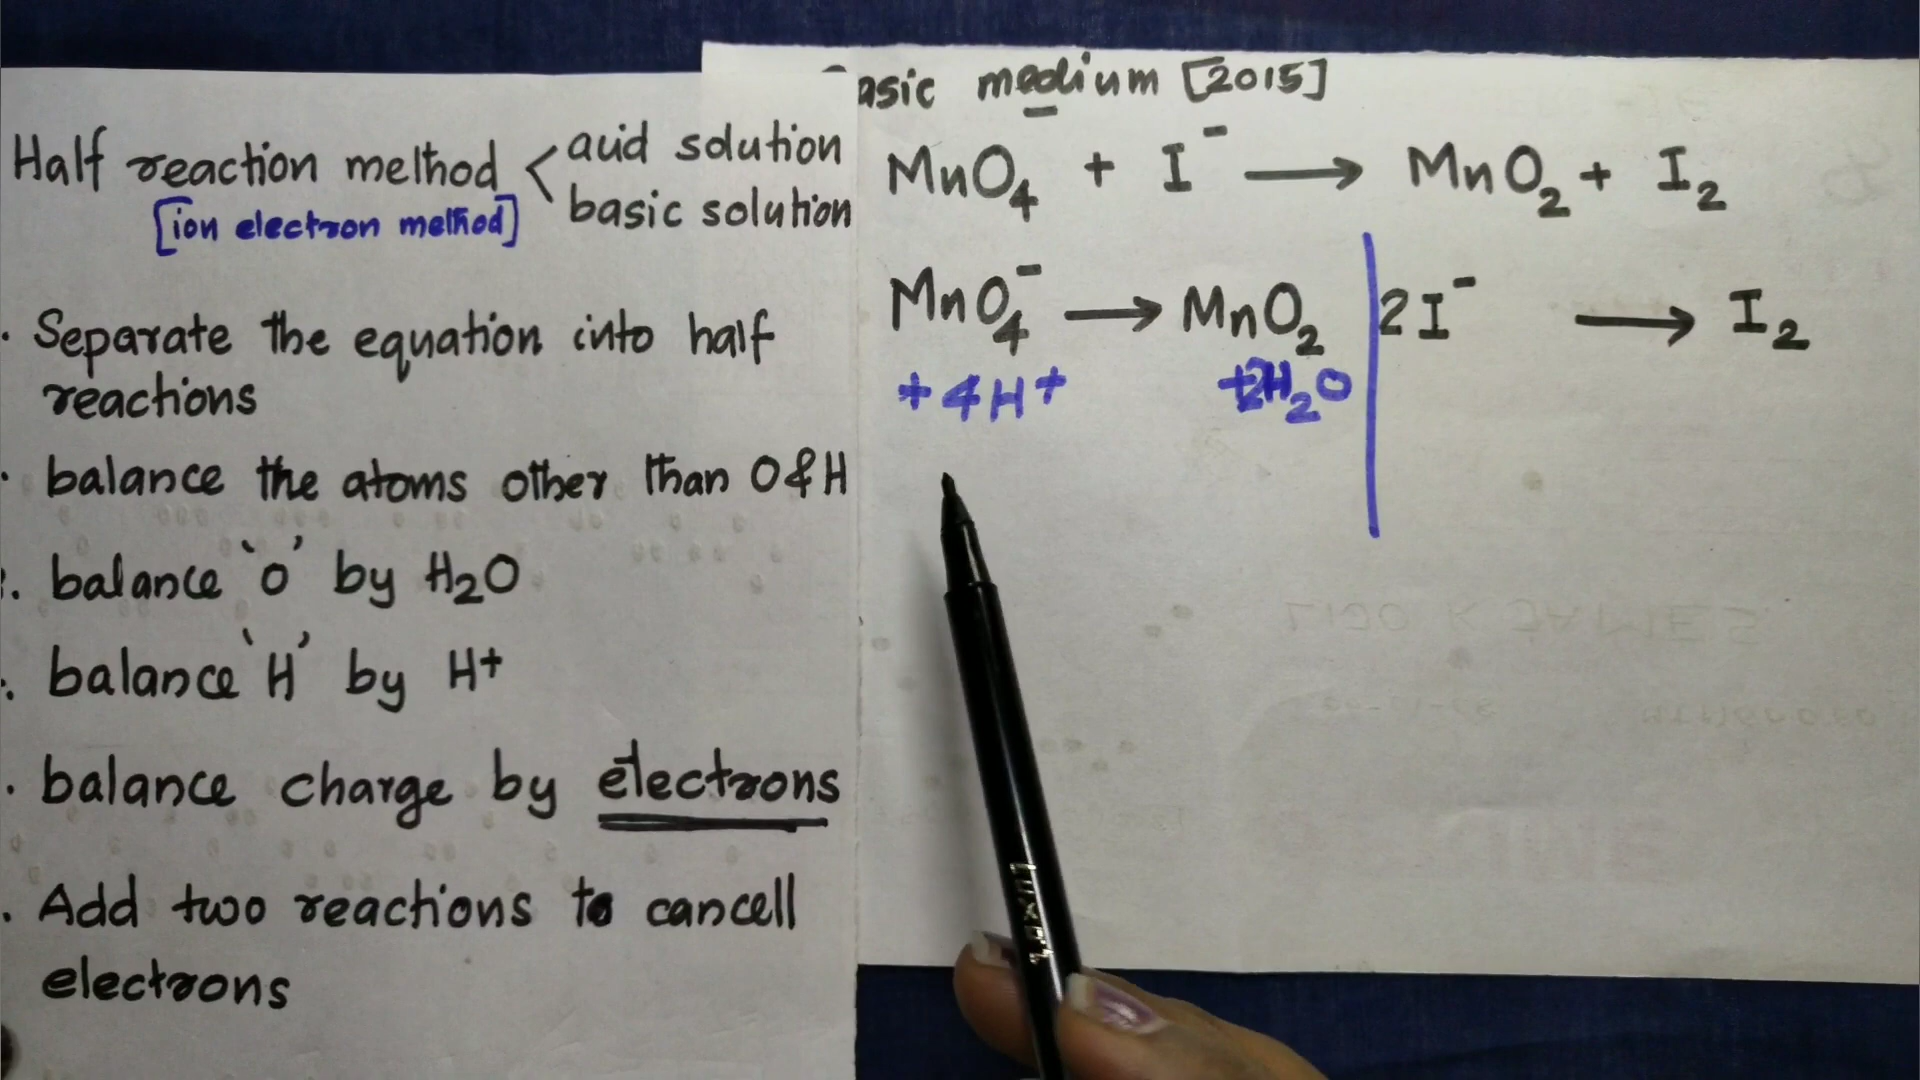 Half reaction method < acid solution
basic solution
[ion electron method]
. Separate the equation into half
reactions
. balance the atoms other than O & H
. balance 'O' by H2O
. balance 'H' by H+
. balance charge by electrons
. Add two reactions to cancell
electrons
asic medium [2015]
MnO₄⁻ + I⁻ ⟶ MnO₂ + I₂
MnO₄⁻ ⟶ MnO₂ | 2I⁻ ⟶ I₂
+ 4H⁺ +2H₂O
LUXOR